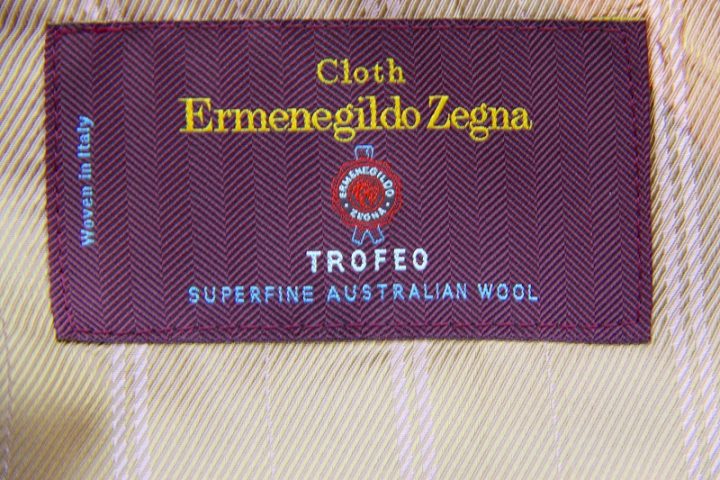 Cloth
Ermenegildo Zegna
Woven in Italy
ERMENEGILDO
ZEGNA
TROFEO
SUPERFINE AUSTRALIAN WOOL